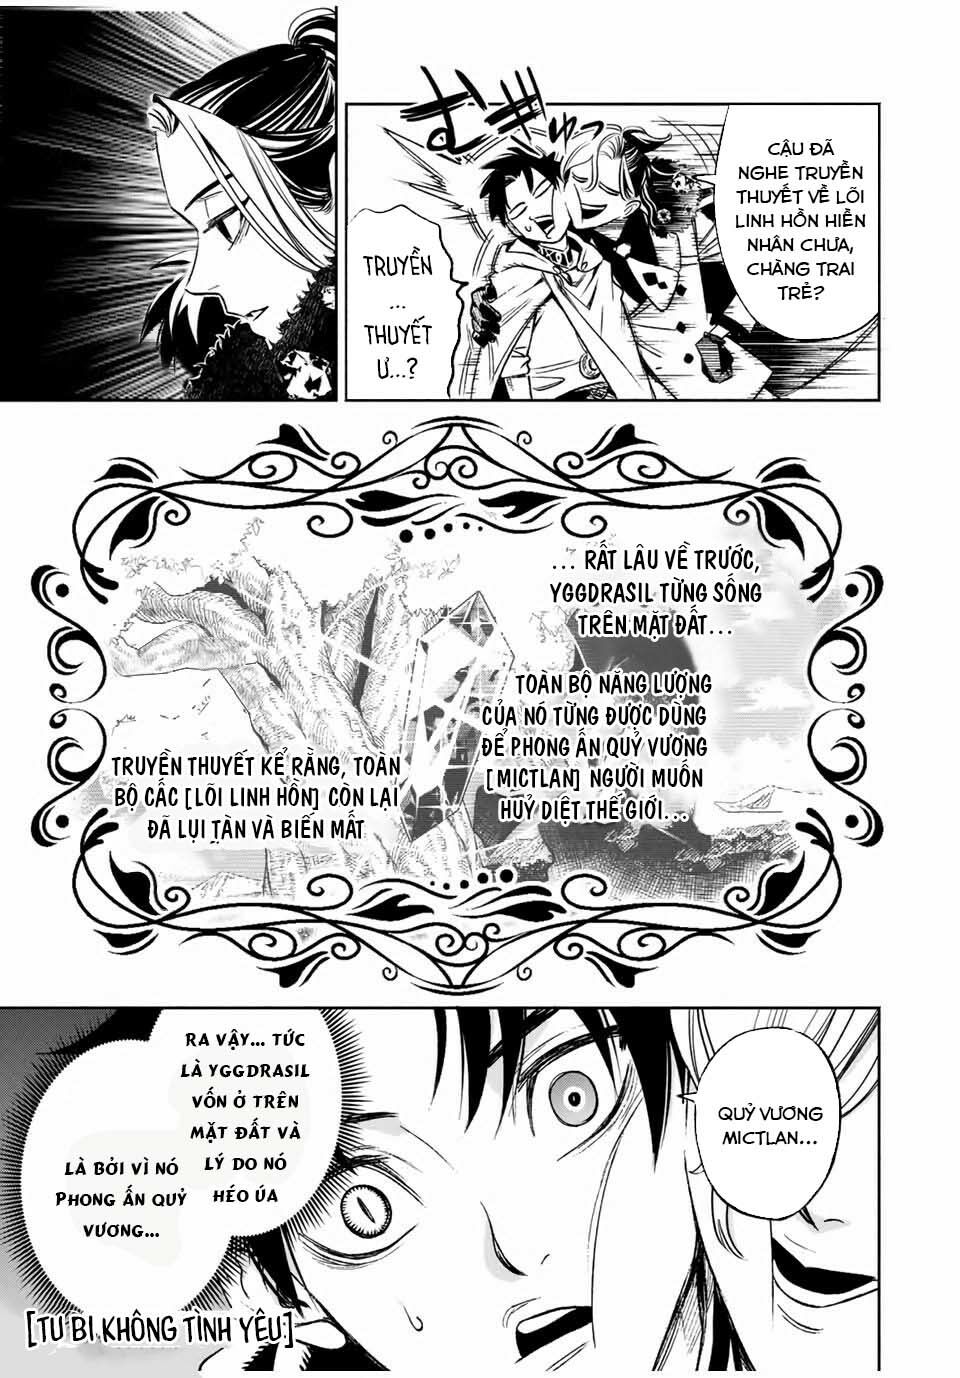 CẬU ĐÃ
NGHE TRUYỀN
THUYẾT VỀ LÕI
LINH HỒN HIỀN
NHÂN CHƯA,
CHÀNG TRAI
TRẺ?
むぎゅ
TRUYỀN
...
THUYẾT
Ư...?
... RẤT LÂU VỀ TRƯỚC,
YGGDRASIL TỪNG SỐNG
TRÊN MẶT ĐẤT...
TOÀN BỘ NĂNG LƯỢNG
CỦA NÓ TỪNG ĐƯỢC DÙNG
ĐỂ PHONG ẤN QUỶ VƯƠNG
[MICTLAN] NGƯỜI MUỐN
HUỶ DIỆT THẾ GIỚI...
TRUYỀN THUYẾT KỂ RẰNG, TOÀN
BỘ CẤC [LÕI LINH HỒN] CÒN LẠI
ĐÃ LỤI TÀN VÀ BIẾN MẤT
QUỶ VƯƠNG
MICTLAN...
RA VẬY... TỨC
LÀ YGGDRASIL
VỐN Ở TRÊN
MẶT ĐẤT VÀ
LÝ DO NÓ
HÉO ÚA
LÀ BỞI VÌ NÓ
PHONG ẤN QUỶ
VƯƠNG...
[TU BI KHÔNG TÌNH YÊU]